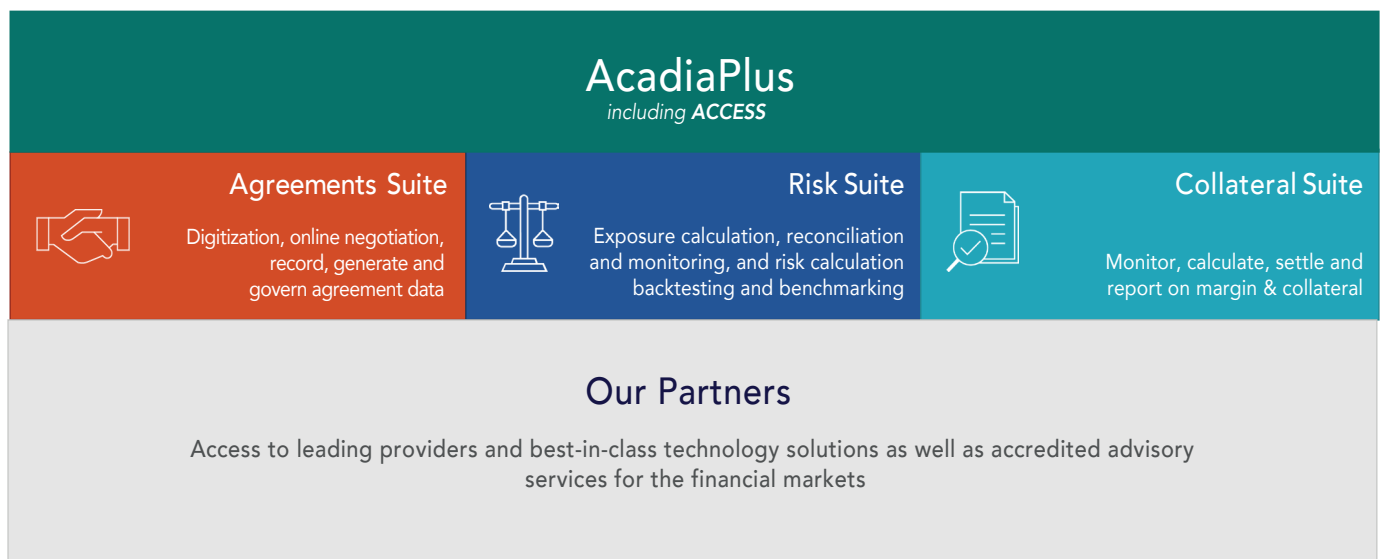 AcadiaPlus
including ACCESS
Agreements Suite
Digitization, online negotiation,
record, generate and
govern agreement data
Risk Suite
Exposure calculation, reconciliation
and monitoring, and risk calculation
backtesting and benchmarking
Collateral Suite
Monitor, calculate, settle and
report on margin & collateral
Our Partners
Access to leading providers and best-in-class technology solutions as well as accredited advisory
services for the financial markets